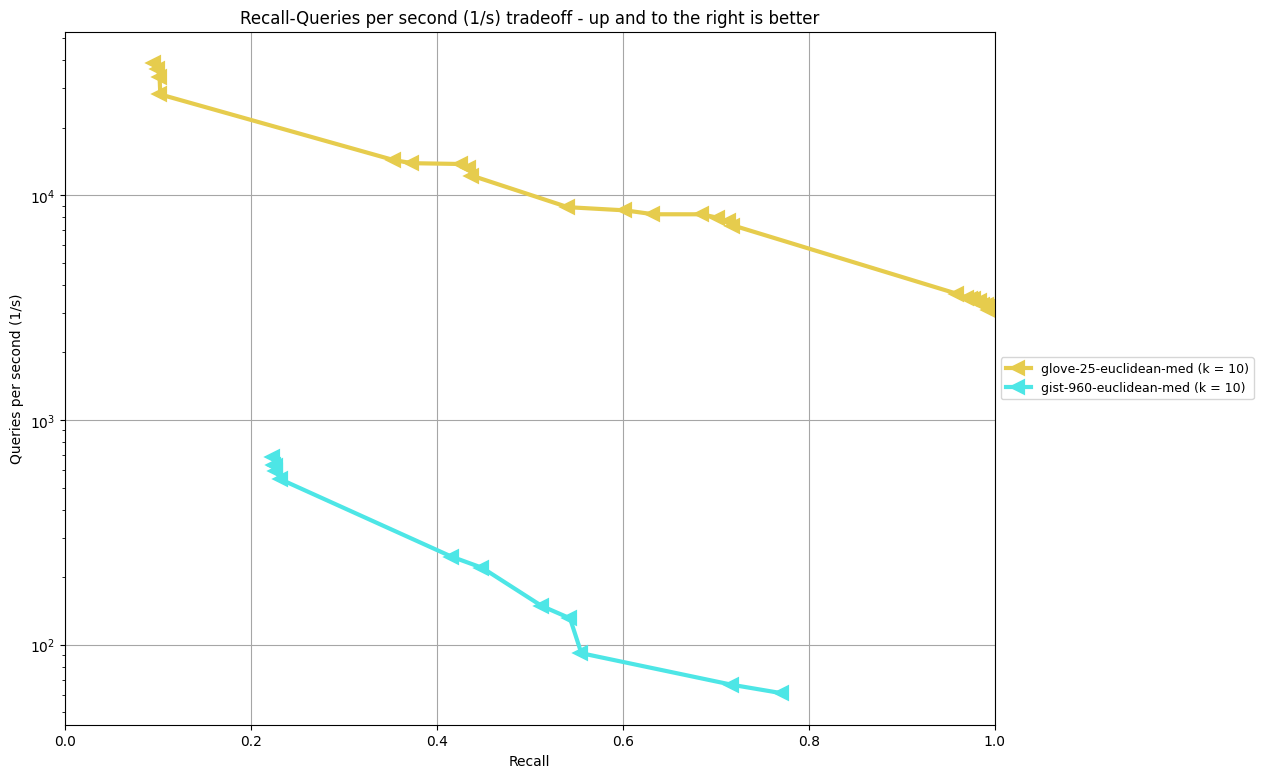 Recall-Queries per second (1/s) tradeoff - up and to the right is better
Queries per second (1/s)
10^4
10^3
10^2
0.0 0.2 0.4 0.6 0.8 1.0
Recall
glove-25-euclidean-med (k = 10)
gist-960-euclidean-med (k = 10)